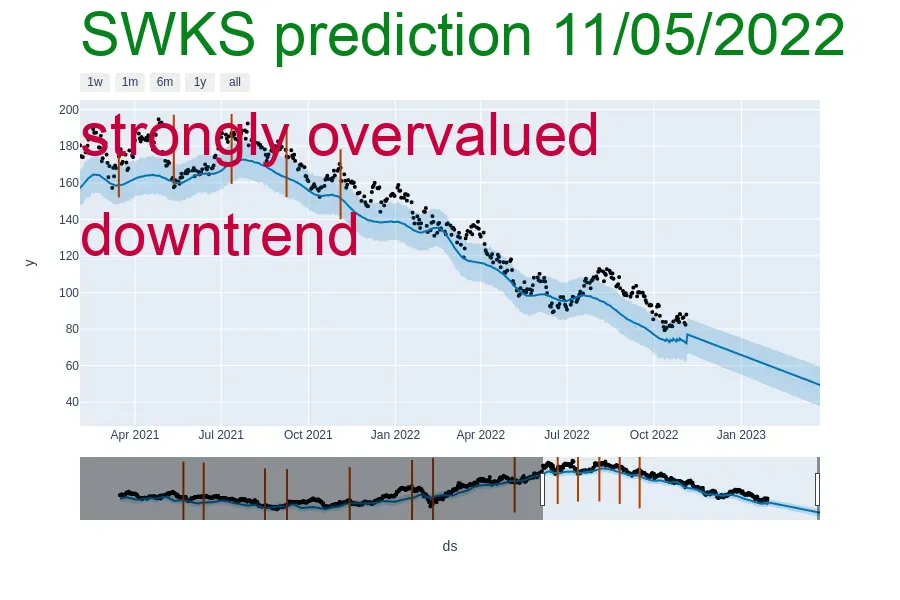 SWKS prediction 11/05/2022
1w 1m 6m 1y all
200
strongly overvalued
180
160
140
downtrend
120
y
100
80
60
40
Apr 2021 Jul 2021 Oct 2021 Jan 2022 Apr 2022 Jul 2022 Oct 2022 Jan 2023
ds